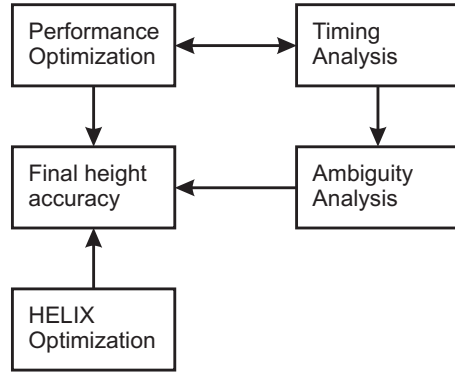 Performance
Optimization
Timing
Analysis
Final height
accuracy
Ambiguity
Analysis
HELIX
Optimization